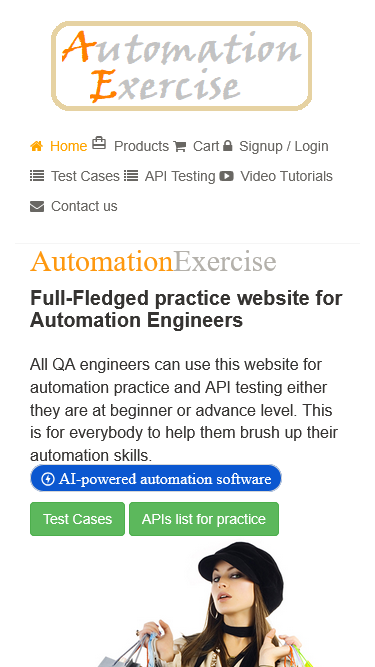 Automation
Exercise
Home Products Cart Signup / Login
Test Cases API Testing Video Tutorials
Contact us
AutomationExercise
Full-Fledged practice website for
Automation Engineers
All QA engineers can use this website for
automation practice and API testing either
they are at beginner or advance level. This
is for everybody to help them brush up their
automation skills.
AI-powered automation software
Test Cases APIs list for practice